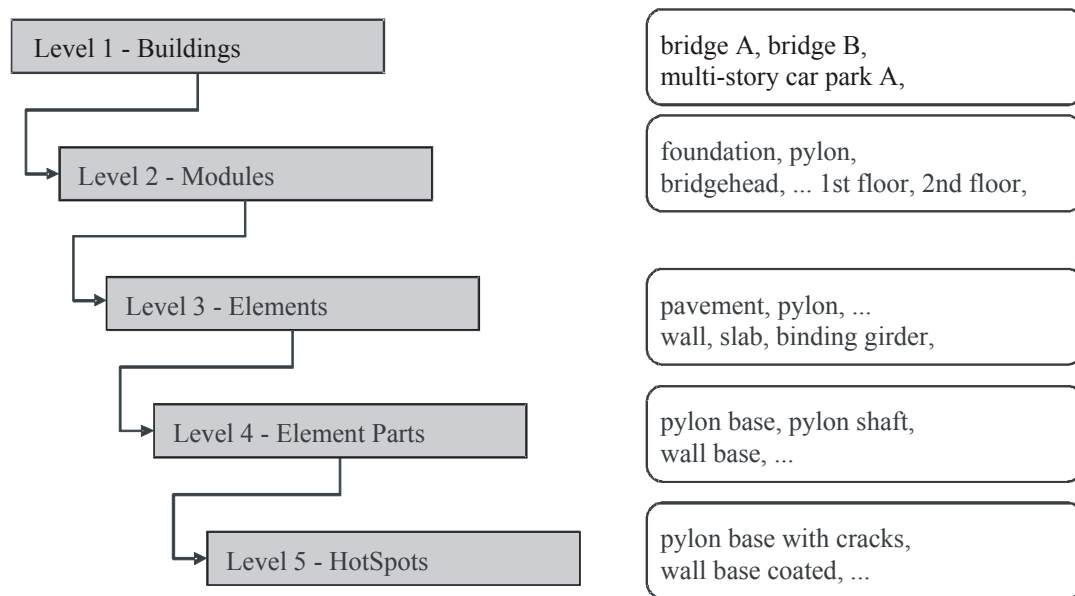 Level 1 - Buildings
bridge A, bridge B,
multi-story car park A,
Level 2 - Modules
foundation, pylon,
bridgehead, ... 1st floor, 2nd floor,
Level 3 - Elements
pavement, pylon, ...
wall, slab, binding girder,
Level 4 - Element Parts
pylon base, pylon shaft,
wall base, ...
Level 5 - HotSpots
pylon base with cracks,
wall base coated, ...